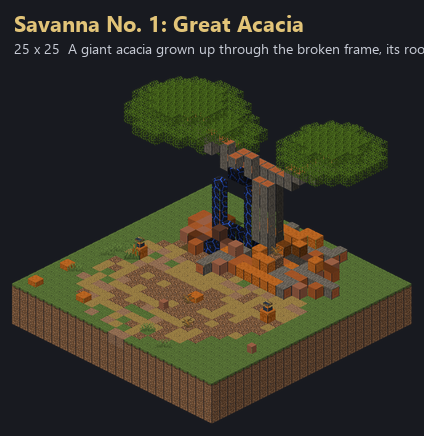 Savanna No. 1: Great Acacia
25 x 25 A giant acacia grown up through the broken frame, its roo